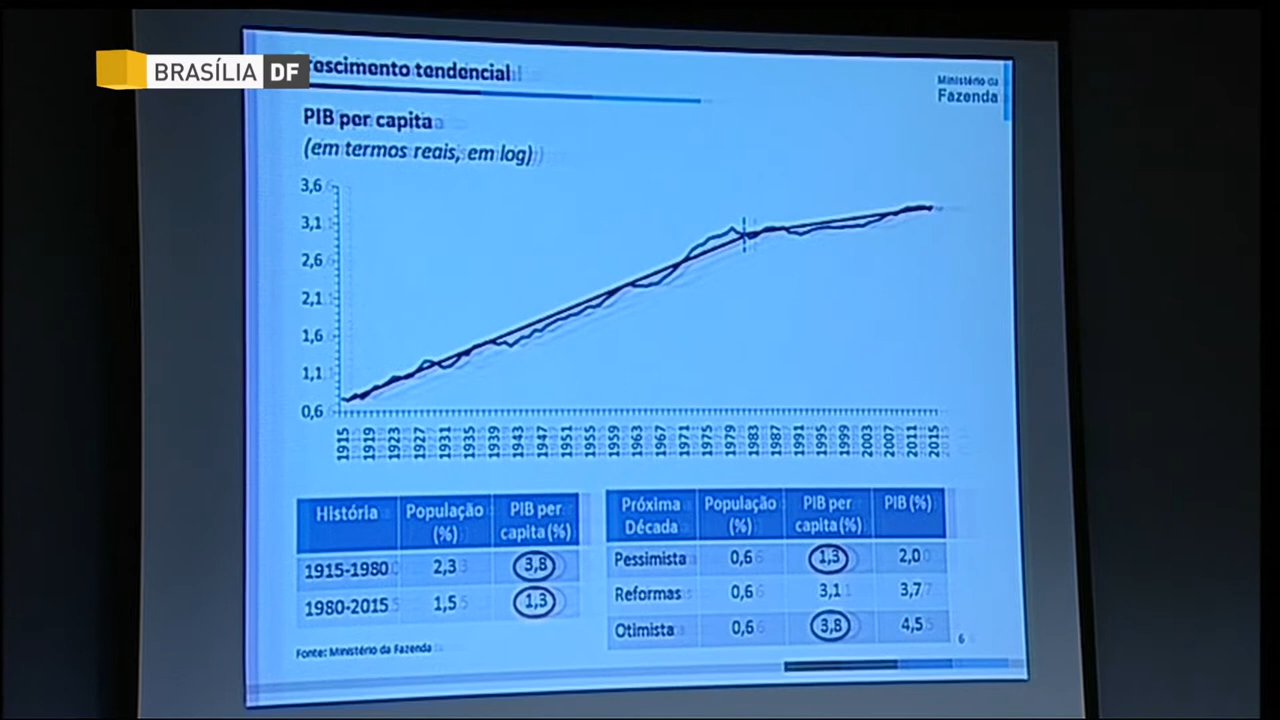 BRASÍLIA DF
Crescimento tendencial
Ministério da
Fazenda
PIB per capita
(em termos reais, em log)
3,6
3,1
2,6
2,1
1,6
1,1
0,6
1915 1919 1923 1927 1931 1935 1939 1943 1947 1951 1955 1959 1963 1967 1971 1975 1979 1983 1987 1991 1995 1999 2003 2007 2011 2015
História População (%) PIB per capita (%)
1915-1980 2,3 3,8
1980-2015 1,5 1,3
Próxima Década População (%) PIB per capita (%) PIB (%)
Pessimista 0,6 1,3 2,0
Reformas 0,6 3,1 3,7
Otimista 0,6 3,8 4,5
Fonte: Ministério da Fazenda
6